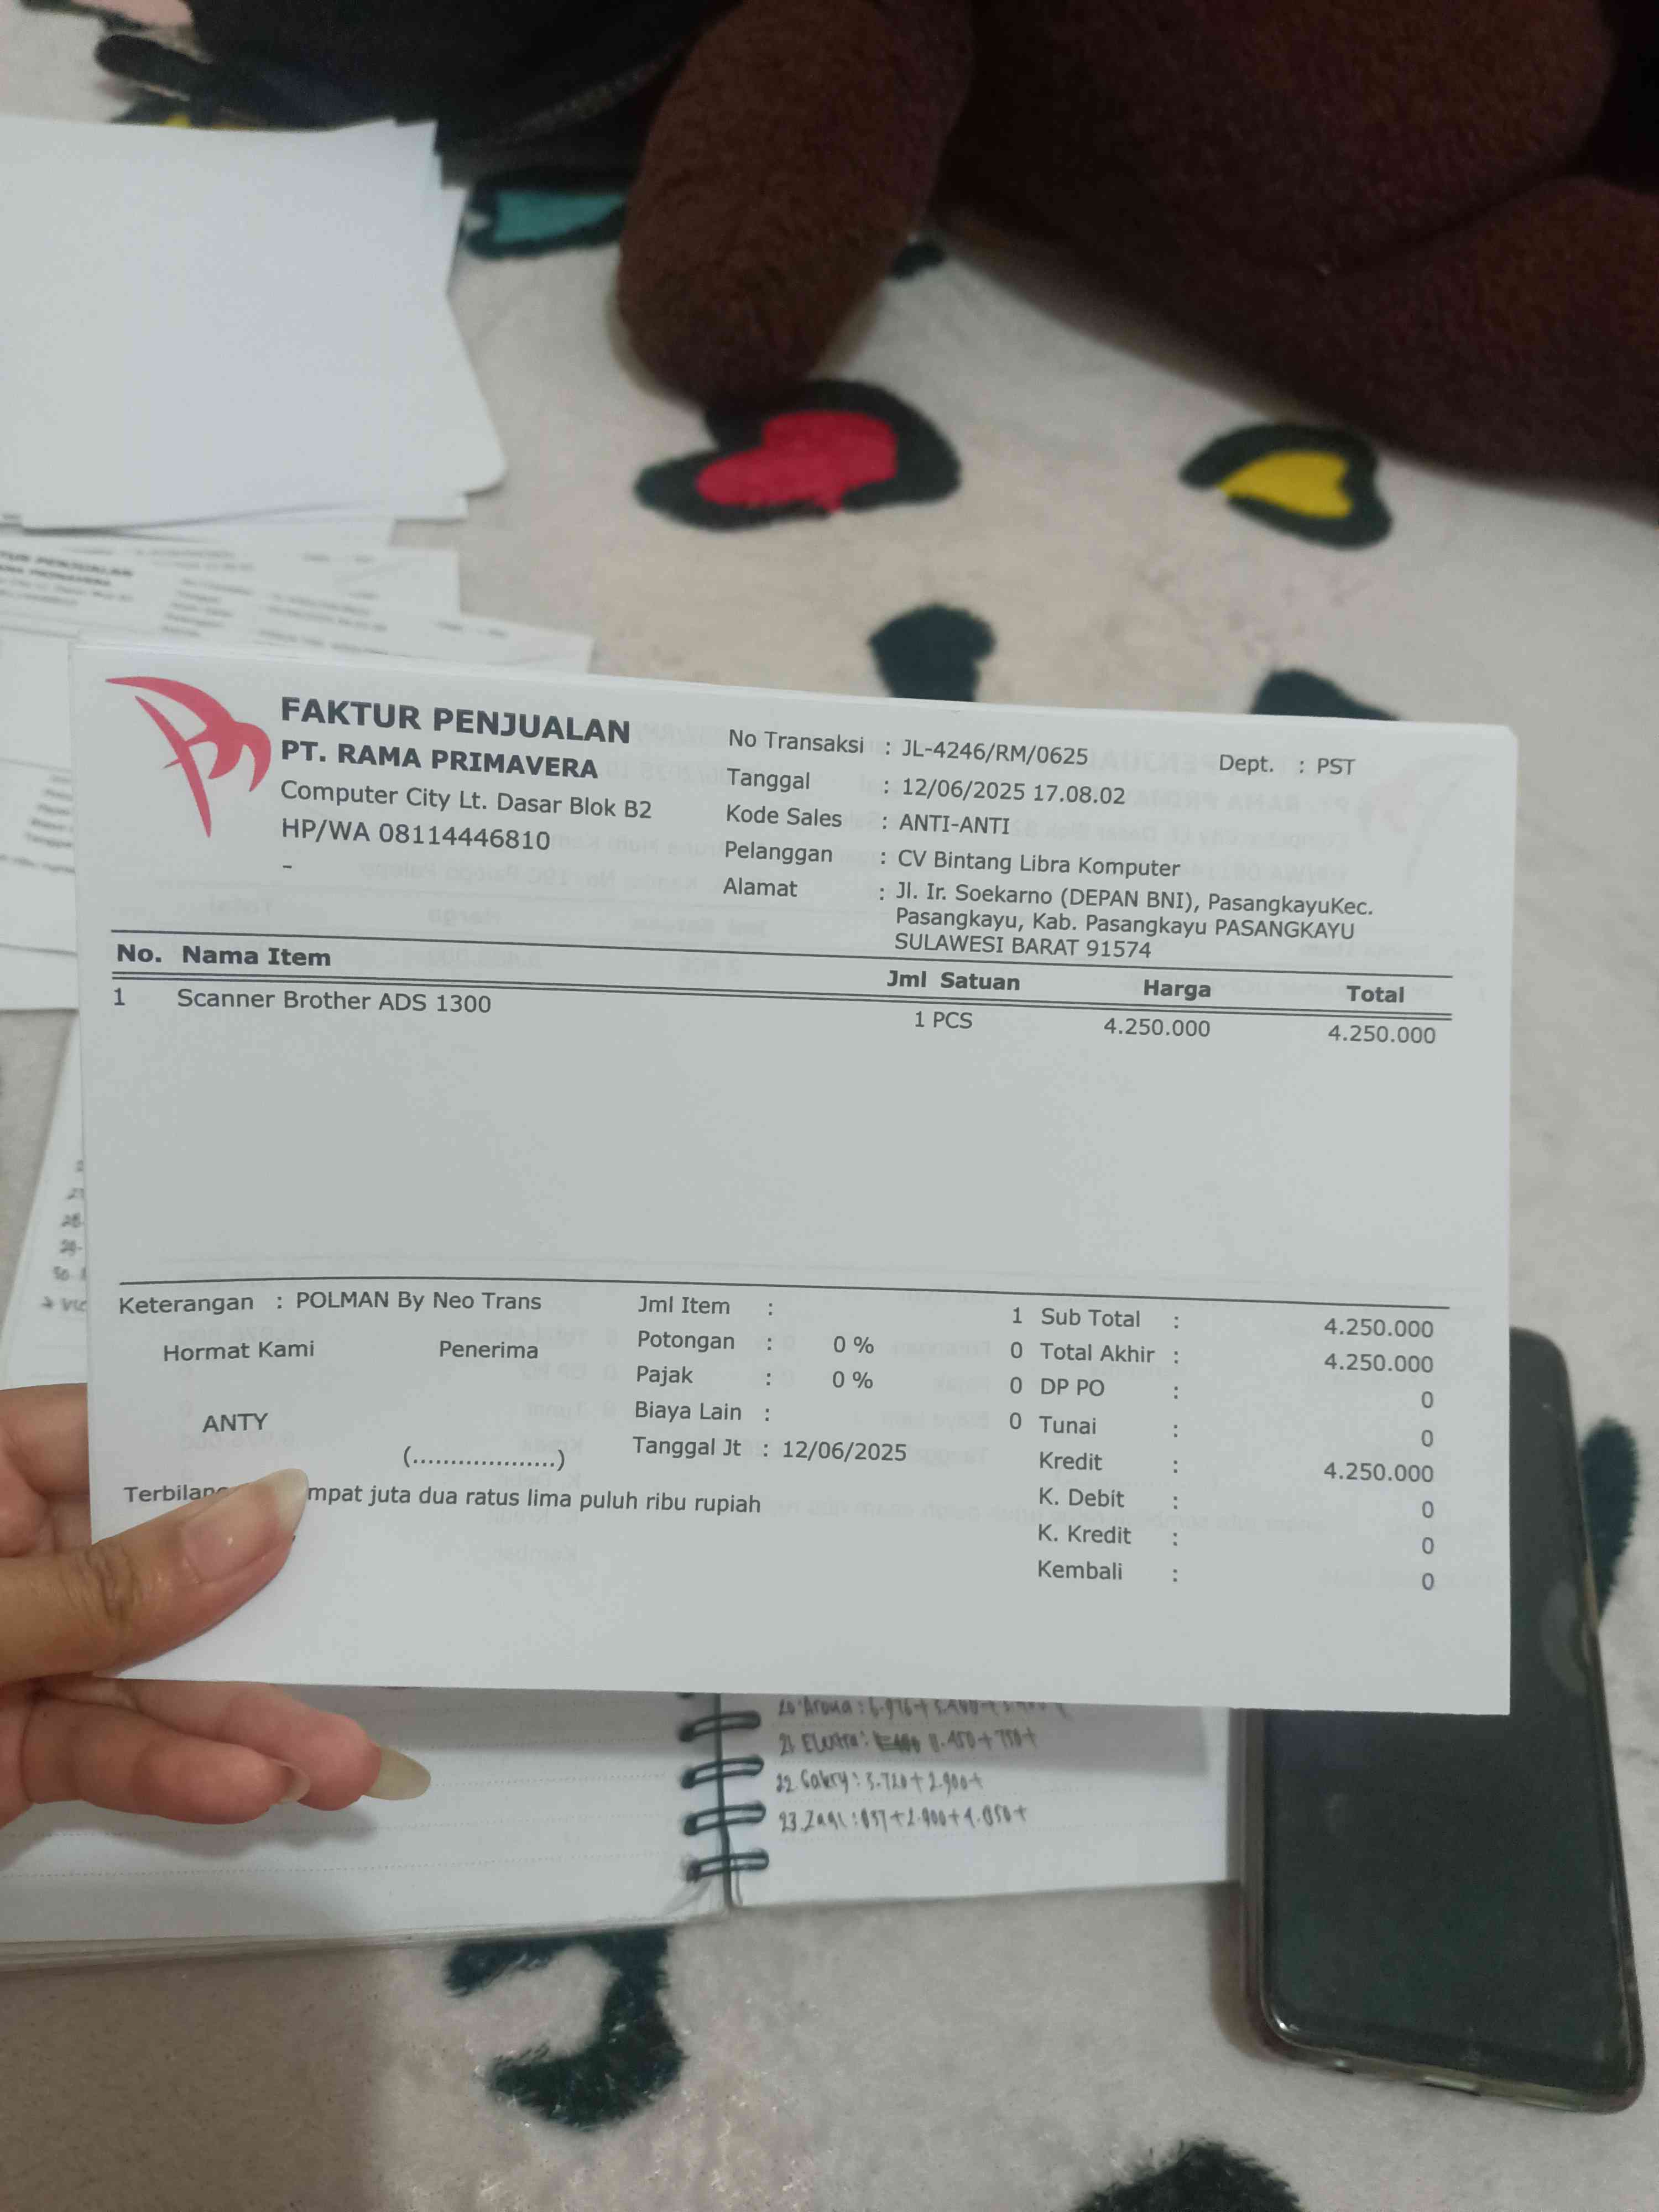 FAKTUR PENJUALAN
PT. RAMA PRIMAVERA
Computer City Lt. Dasar Blok B2
HP/WA 08114446810
-
No Transaksi : JL-4246/RM/0625 Dept. : PST
Tanggal : 12/06/2025 17.08.02
Kode Sales : ANTI-ANTI
Pelanggan : CV Bintang Libra Komputer
Alamat : Jl. Ir. Soekarno (DEPAN BNI), PasangkayuKec.
Pasangkayu, Kab. Pasangkayu PASANGKAYU
SULAWESI BARAT 91574
No. Nama Item Jml Satuan Harga Total
1 Scanner Brother ADS 1300 1 PCS 4.250.000 4.250.000
Keterangan : POLMAN By Neo Trans
Hormat Kami Penerima
ANTY
(...................)
Jml Item : 1
Potongan : 0 % 0
Pajak : 0 % 0
Biaya Lain : 0
Tanggal Jt : 12/06/2025
Sub Total : 4.250.000
Total Akhir : 4.250.000
DP PO : 0
Tunai : 0
Kredit : 4.250.000
K. Debit : 0
K. Kredit : 0
Kembali : 0
mpat juta dua ratus lima puluh ribu rupiah
22. 3.720+2.900+